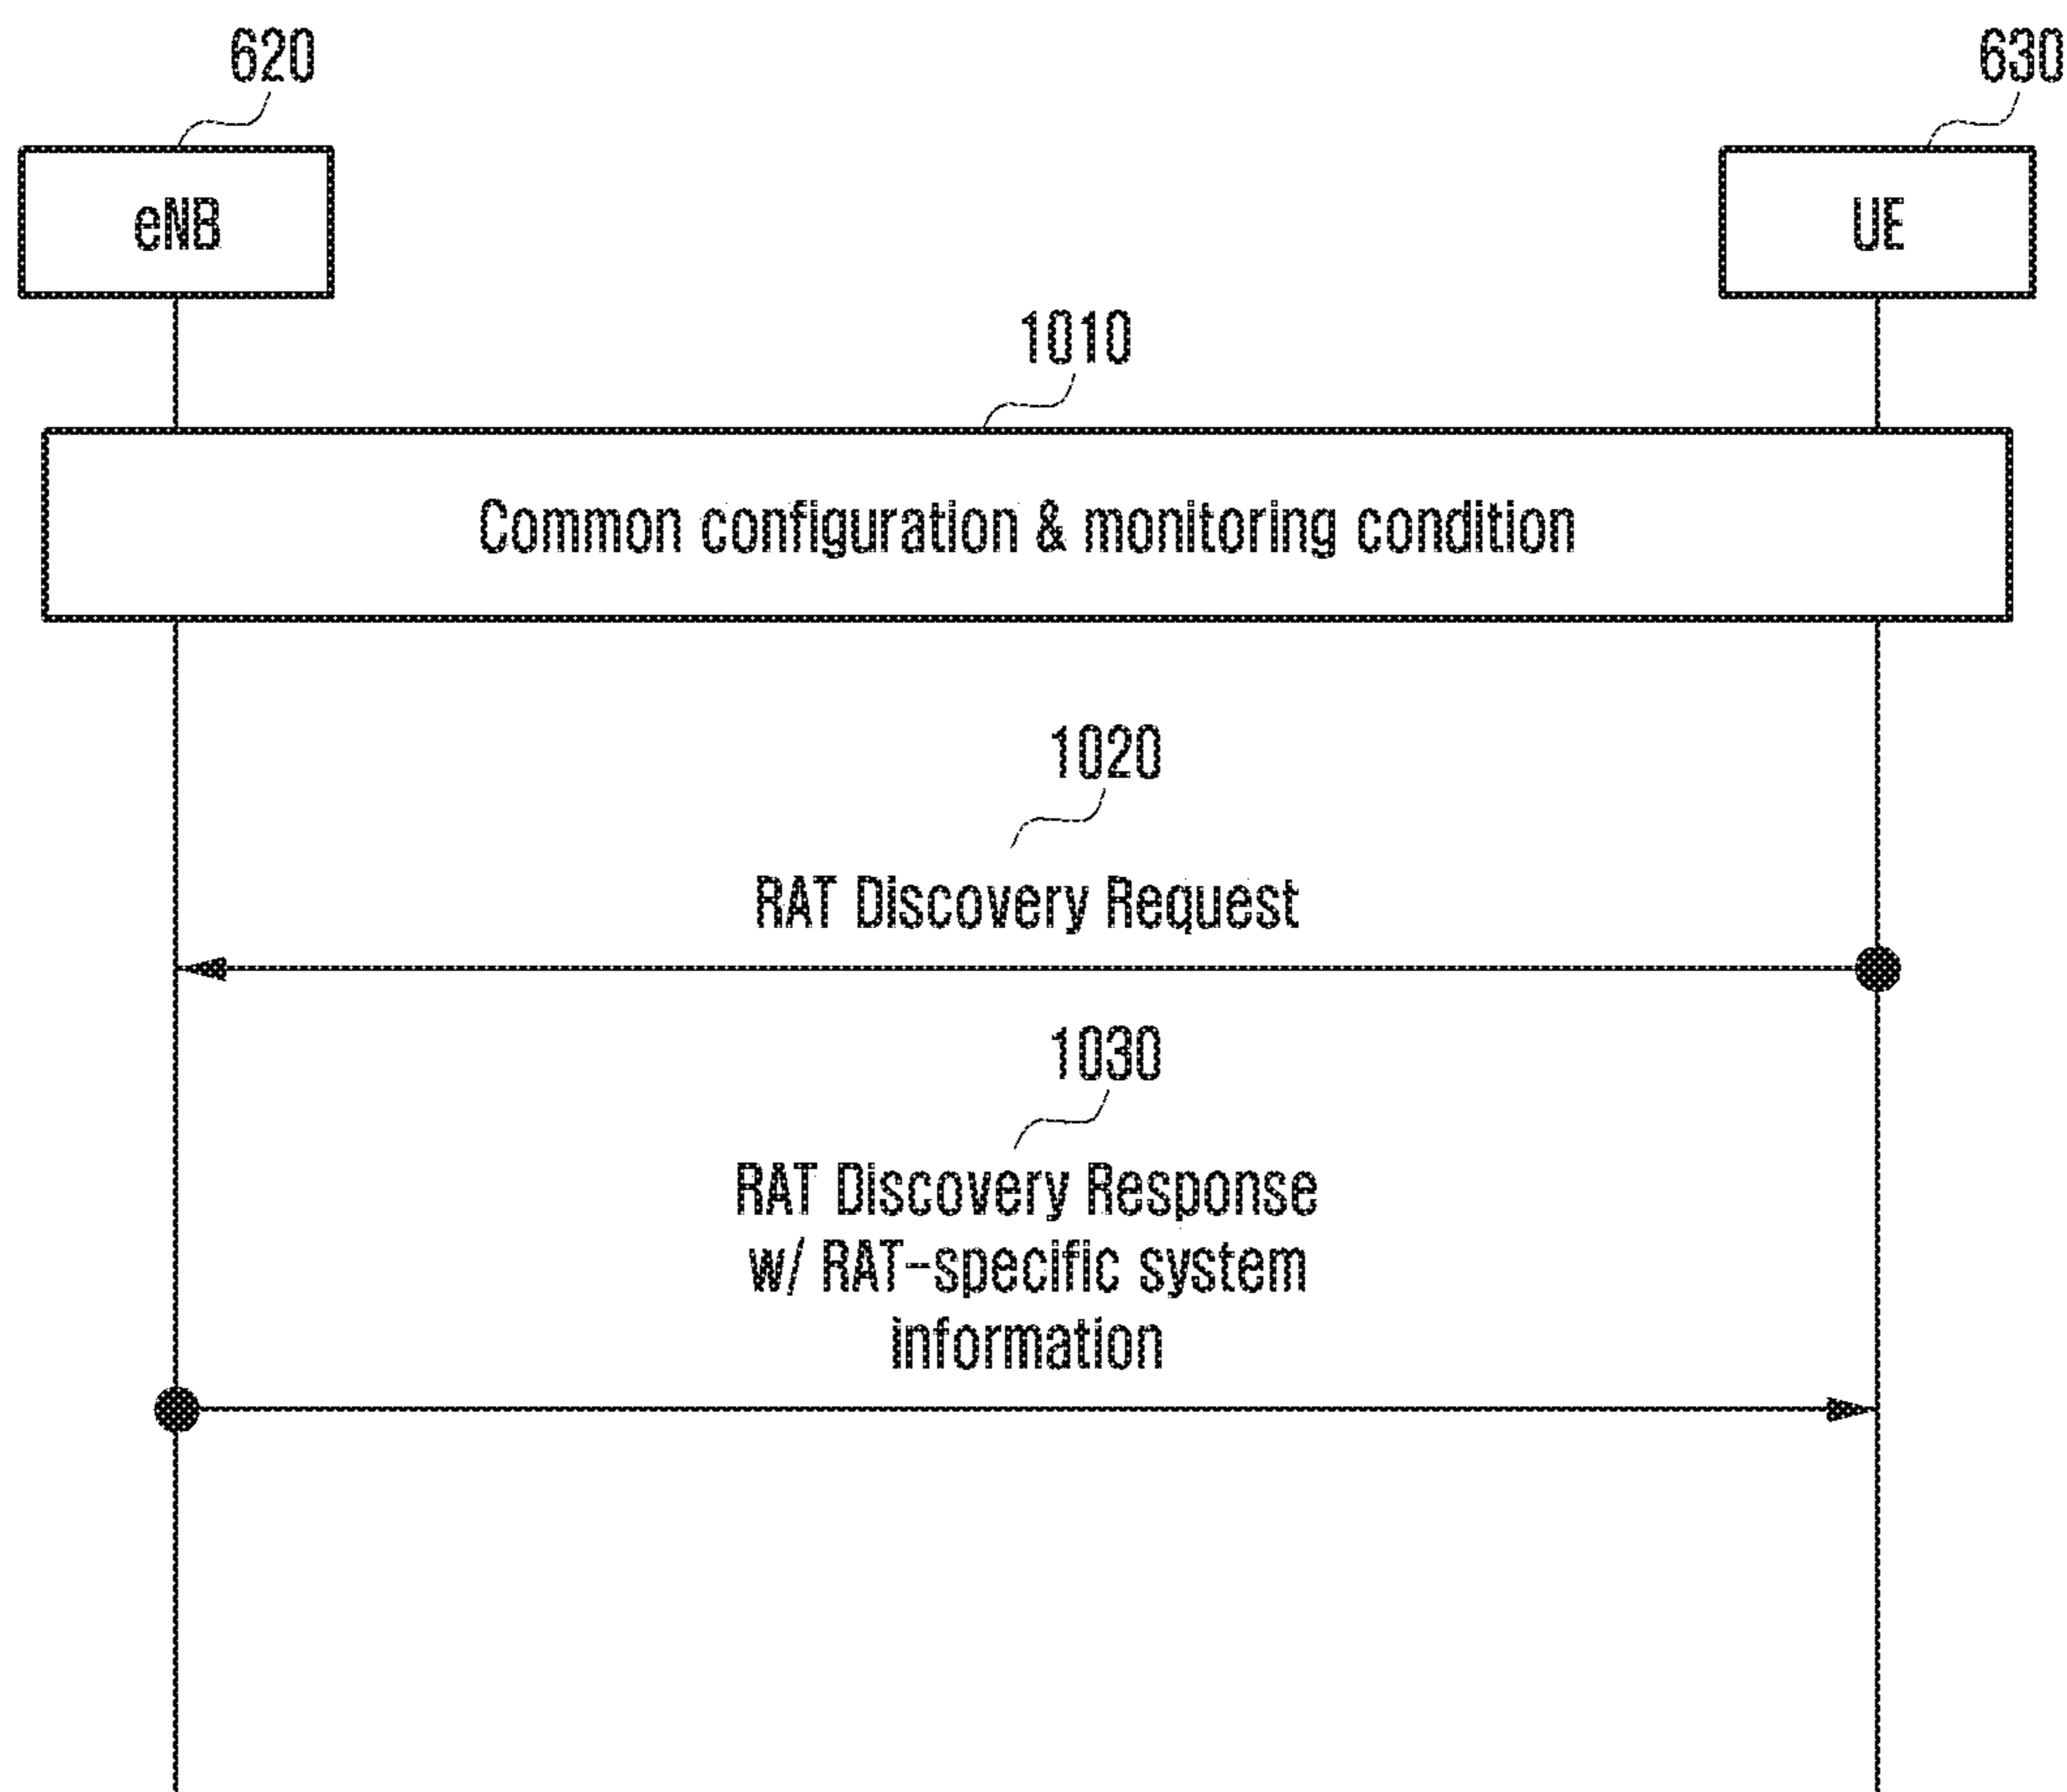 620
630
eNB
UE
1010
Common configuration & monitoring condition
1020
RAT Discovery Request
1030
RAT Discovery Response
w/ RAT-specific system
information